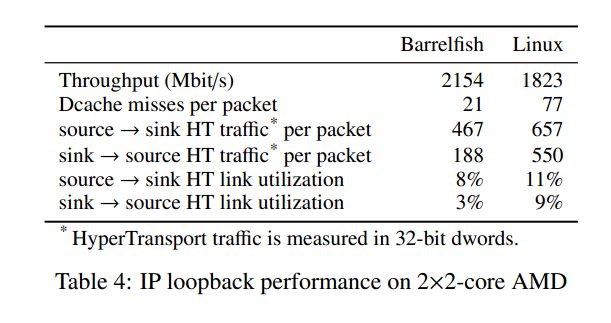 Barrelfish Linux
Throughput (Mbit/s) 2154 1823
Dcache misses per packet 21 77
source → sink HT traffic* per packet 467 657
sink → source HT traffic* per packet 188 550
source → sink HT link utilization 8% 11%
sink → source HT link utilization 3% 9%
* HyperTransport traffic is measured in 32-bit dwords.
Table 4: IP loopback performance on 2×2-core AMD